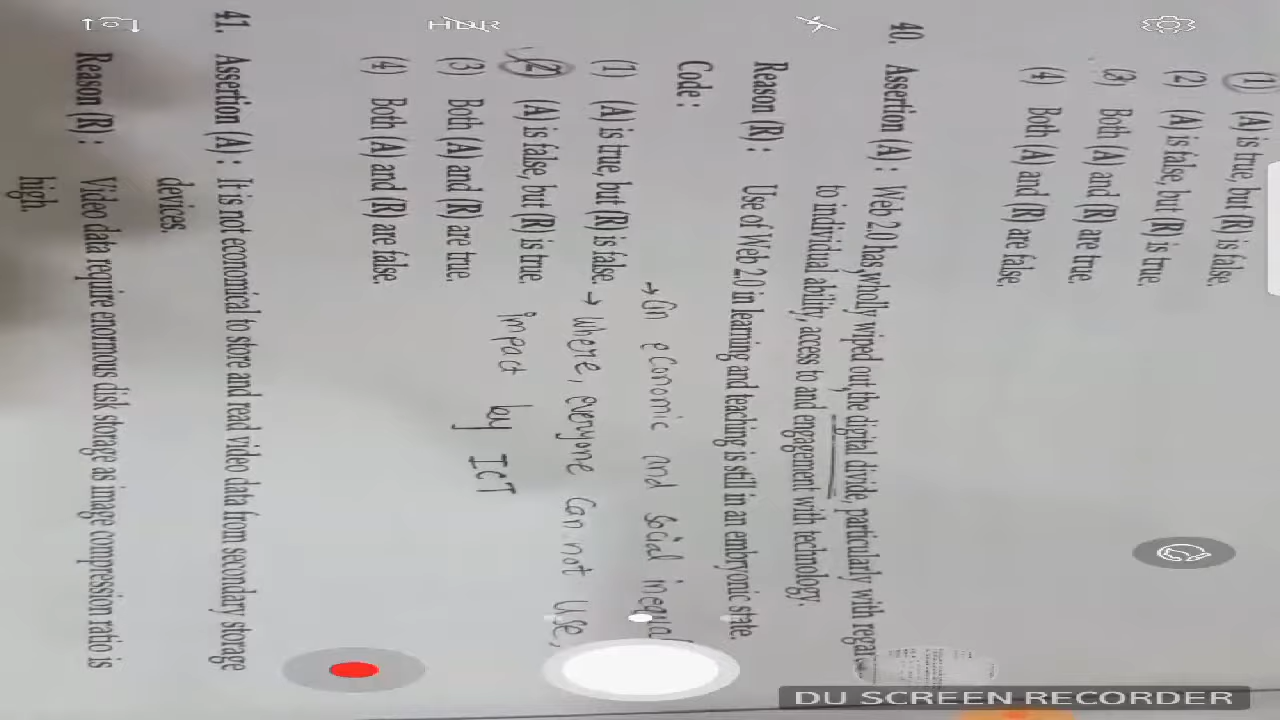 (1) (A) is true, but (R) is false.
(2) (A) is false, but (R) is true.
(3) Both (A) and (R) are true.
(4) Both (A) and (R) are false.
40. Assertion (A) : Web 2.0 has wholly wiped out the digital divide, particularly with regar
to individual ability, access to and engagement with technology.
Reason (R) : Use of Web 2.0 in learning and teaching is still in an embryonic state.
Code :
→ an economic and social inequal
(1) (A) is true, but (R) is false. → where, everyone can not use,
(2) (A) is false, but (R) is true. impact by ICT
(3) Both (A) and (R) are true.
(4) Both (A) and (R) are false.
41. Assertion (A) : It is not economical to store and read video data from secondary storage
devices.
Reason (R) : Video data require enormous disk storage as image compression ratio is
high.
HDR
DU SCREEN RECORDER